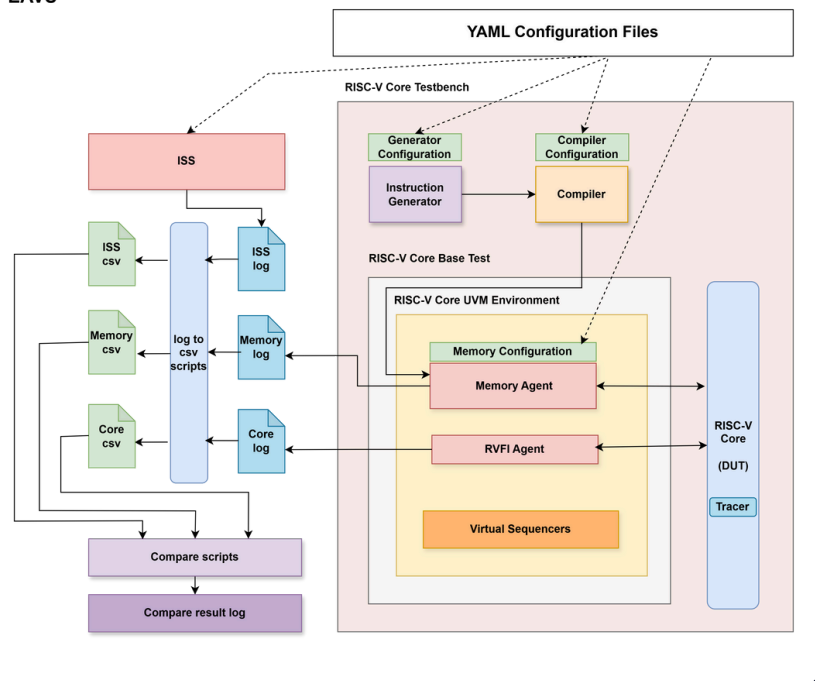 YAML Configuration Files
RISC-V Core Testbench
Generator
Configuration
Compiler
Configuration
ISS
Instruction
Generator
Compiler
ISS
csv
ISS
log
RISC-V Core Base Test
RISC-V Core UVM Environment
Memory
csv
log to
csv
scripts
Memory
log
Memory Configuration
Memory Agent
Core
csv
Core
log
RVFI Agent
RISC-V
Core
(DUT)
Tracer
Virtual Sequencers
Compare scripts
Compare result log